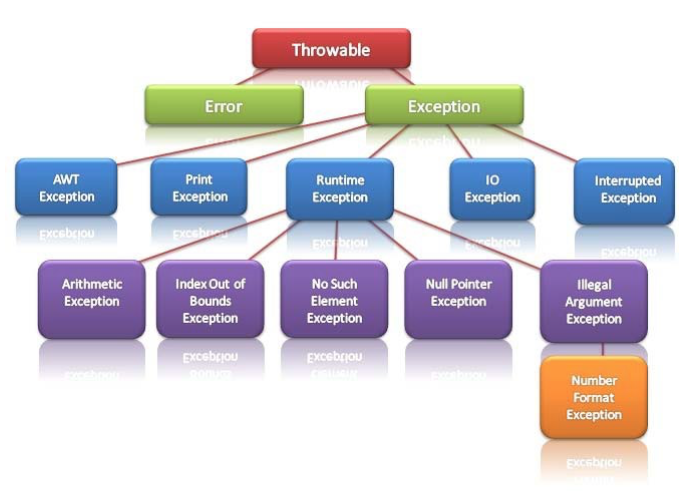 Throwable
Error
Exception
AWT
Exception
Print
Exception
Runtime
Exception
IO
Exception
Interrupted
Exception
Arithmetic
Exception
Index Out of
Bounds
Exception
No Such
Element
Exception
Null Pointer
Exception
Illegal
Argument
Exception
Number
Format
Exception